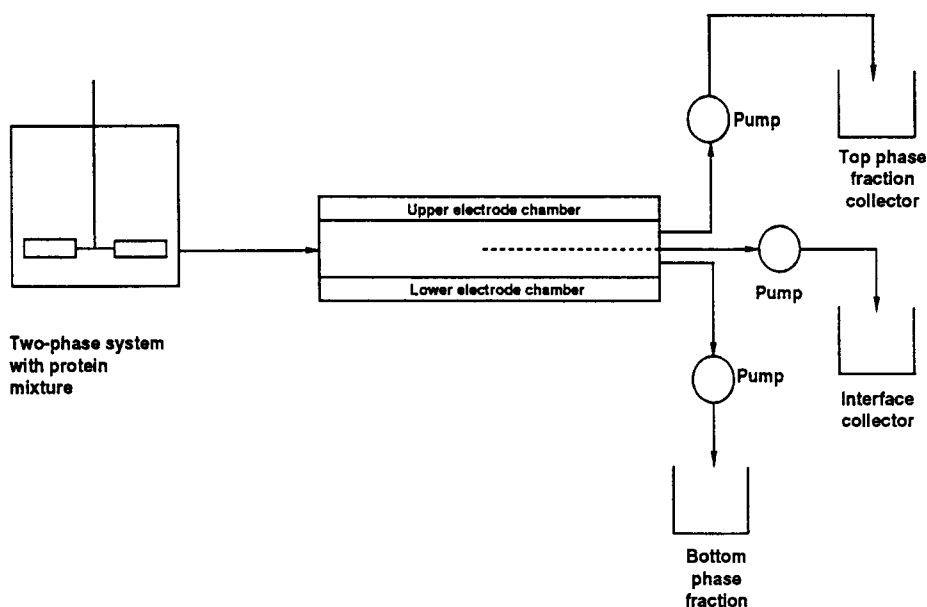 Pump
Top phase
fraction
collector
Upper electrode chamber
Lower electrode chamber
Pump
Two-phase system
with protein
mixture
Pump
Interface
collector
Bottom
phase
fraction